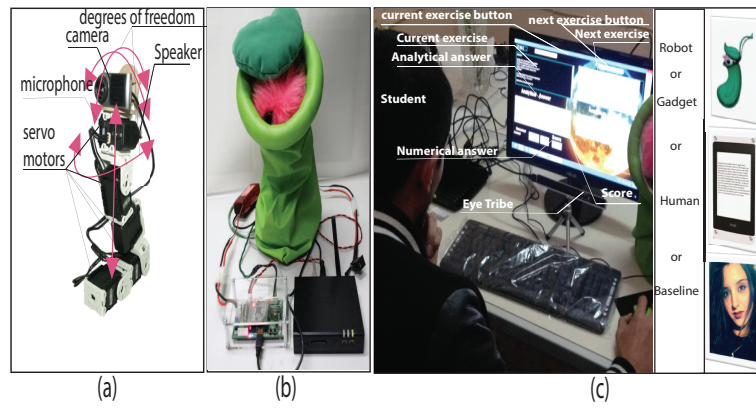 degrees of freedom
camera
Speaker
microphone
servo
motors
(a)
(b)
current exercise button
next exercise button
Current exercise
Next exercise
Analytical answer
Student
Numerical answer
Eye Tribe
Score
(c)
Robot
or
Gadget
or
Human
or
Baseline